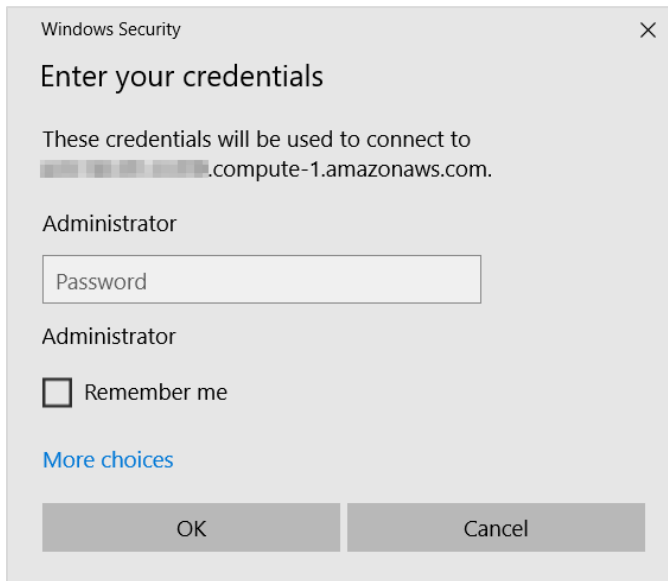 Windows Security
Enter your credentials
These credentials will be used to connect to
.compute-1.amazonaws.com.
Administrator
Password
Administrator
Remember me
More choices
OK
Cancel